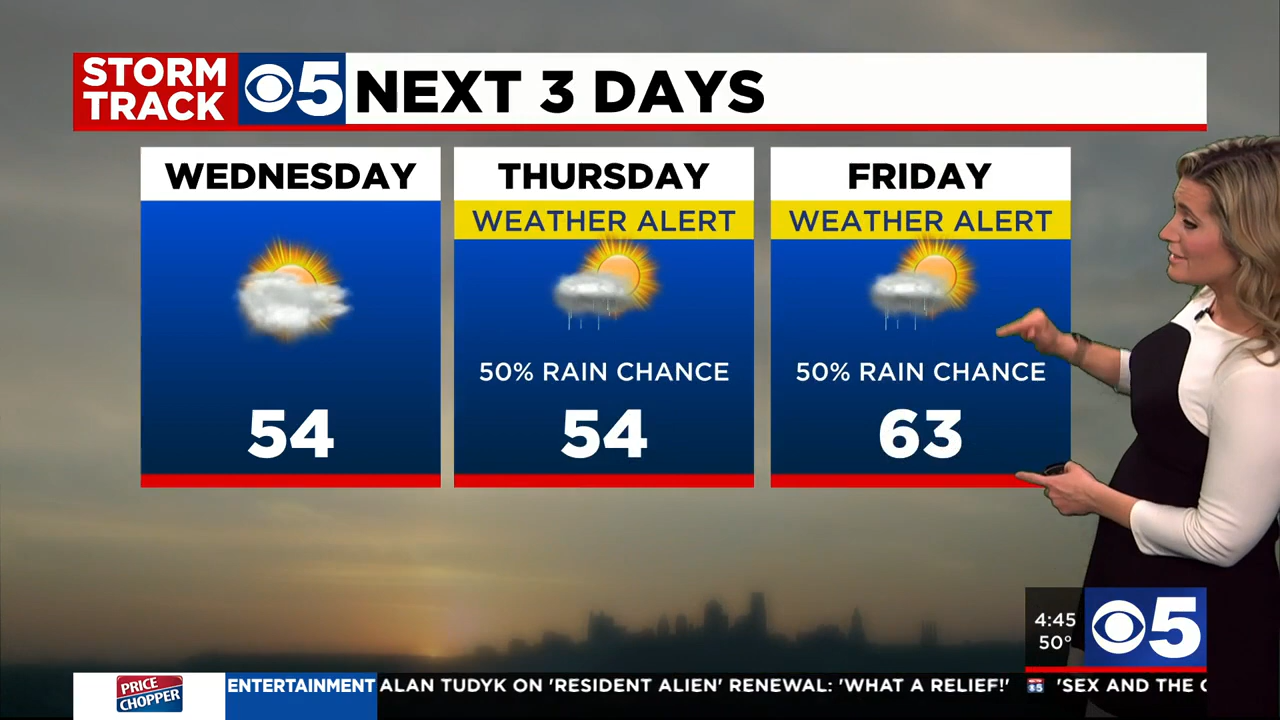 STORM
TRACK
5
NEXT 3 DAYS
WEDNESDAY
54
THURSDAY
WEATHER ALERT
50% RAIN CHANCE
54
FRIDAY
WEATHER ALERT
50% RAIN CHANCE
63
4:45
50°
5
PRICE
CHOPPER
ENTERTAINMENT
ALAN TUDYK ON 'RESIDENT ALIEN' RENEWAL: 'WHAT A RELIEF!' 'SEX AND THE